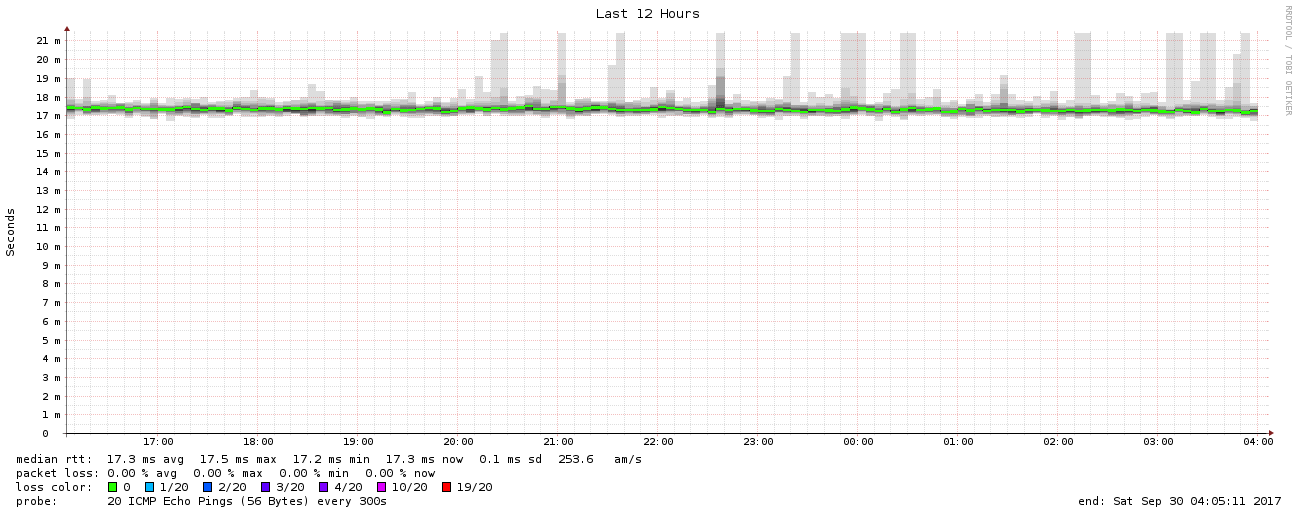 Last 12 Hours
RRDTOOL / TOBI OETIKER
21 m
20 m
19 m
18 m
17 m
16 m
15 m
14 m
13 m
12 m
11 m
10 m
9 m
8 m
7 m
6 m
5 m
4 m
3 m
2 m
1 m
0
Seconds
17:00 18:00 19:00 20:00 21:00 22:00 23:00 00:00 01:00 02:00 03:00 04:00
median rtt: 17.3 ms avg 17.5 ms max 17.2 ms min 17.3 ms now 0.1 ms sd 253.6 am/s
packet loss: 0.00 % avg 0.00 % max 0.00 % min 0.00 % now
loss color: 0 1/20 2/20 3/20 4/20 10/20 19/20
probe: 20 ICMP Echo Pings (56 Bytes) every 300s end: Sat Sep 30 04:05:11 2017